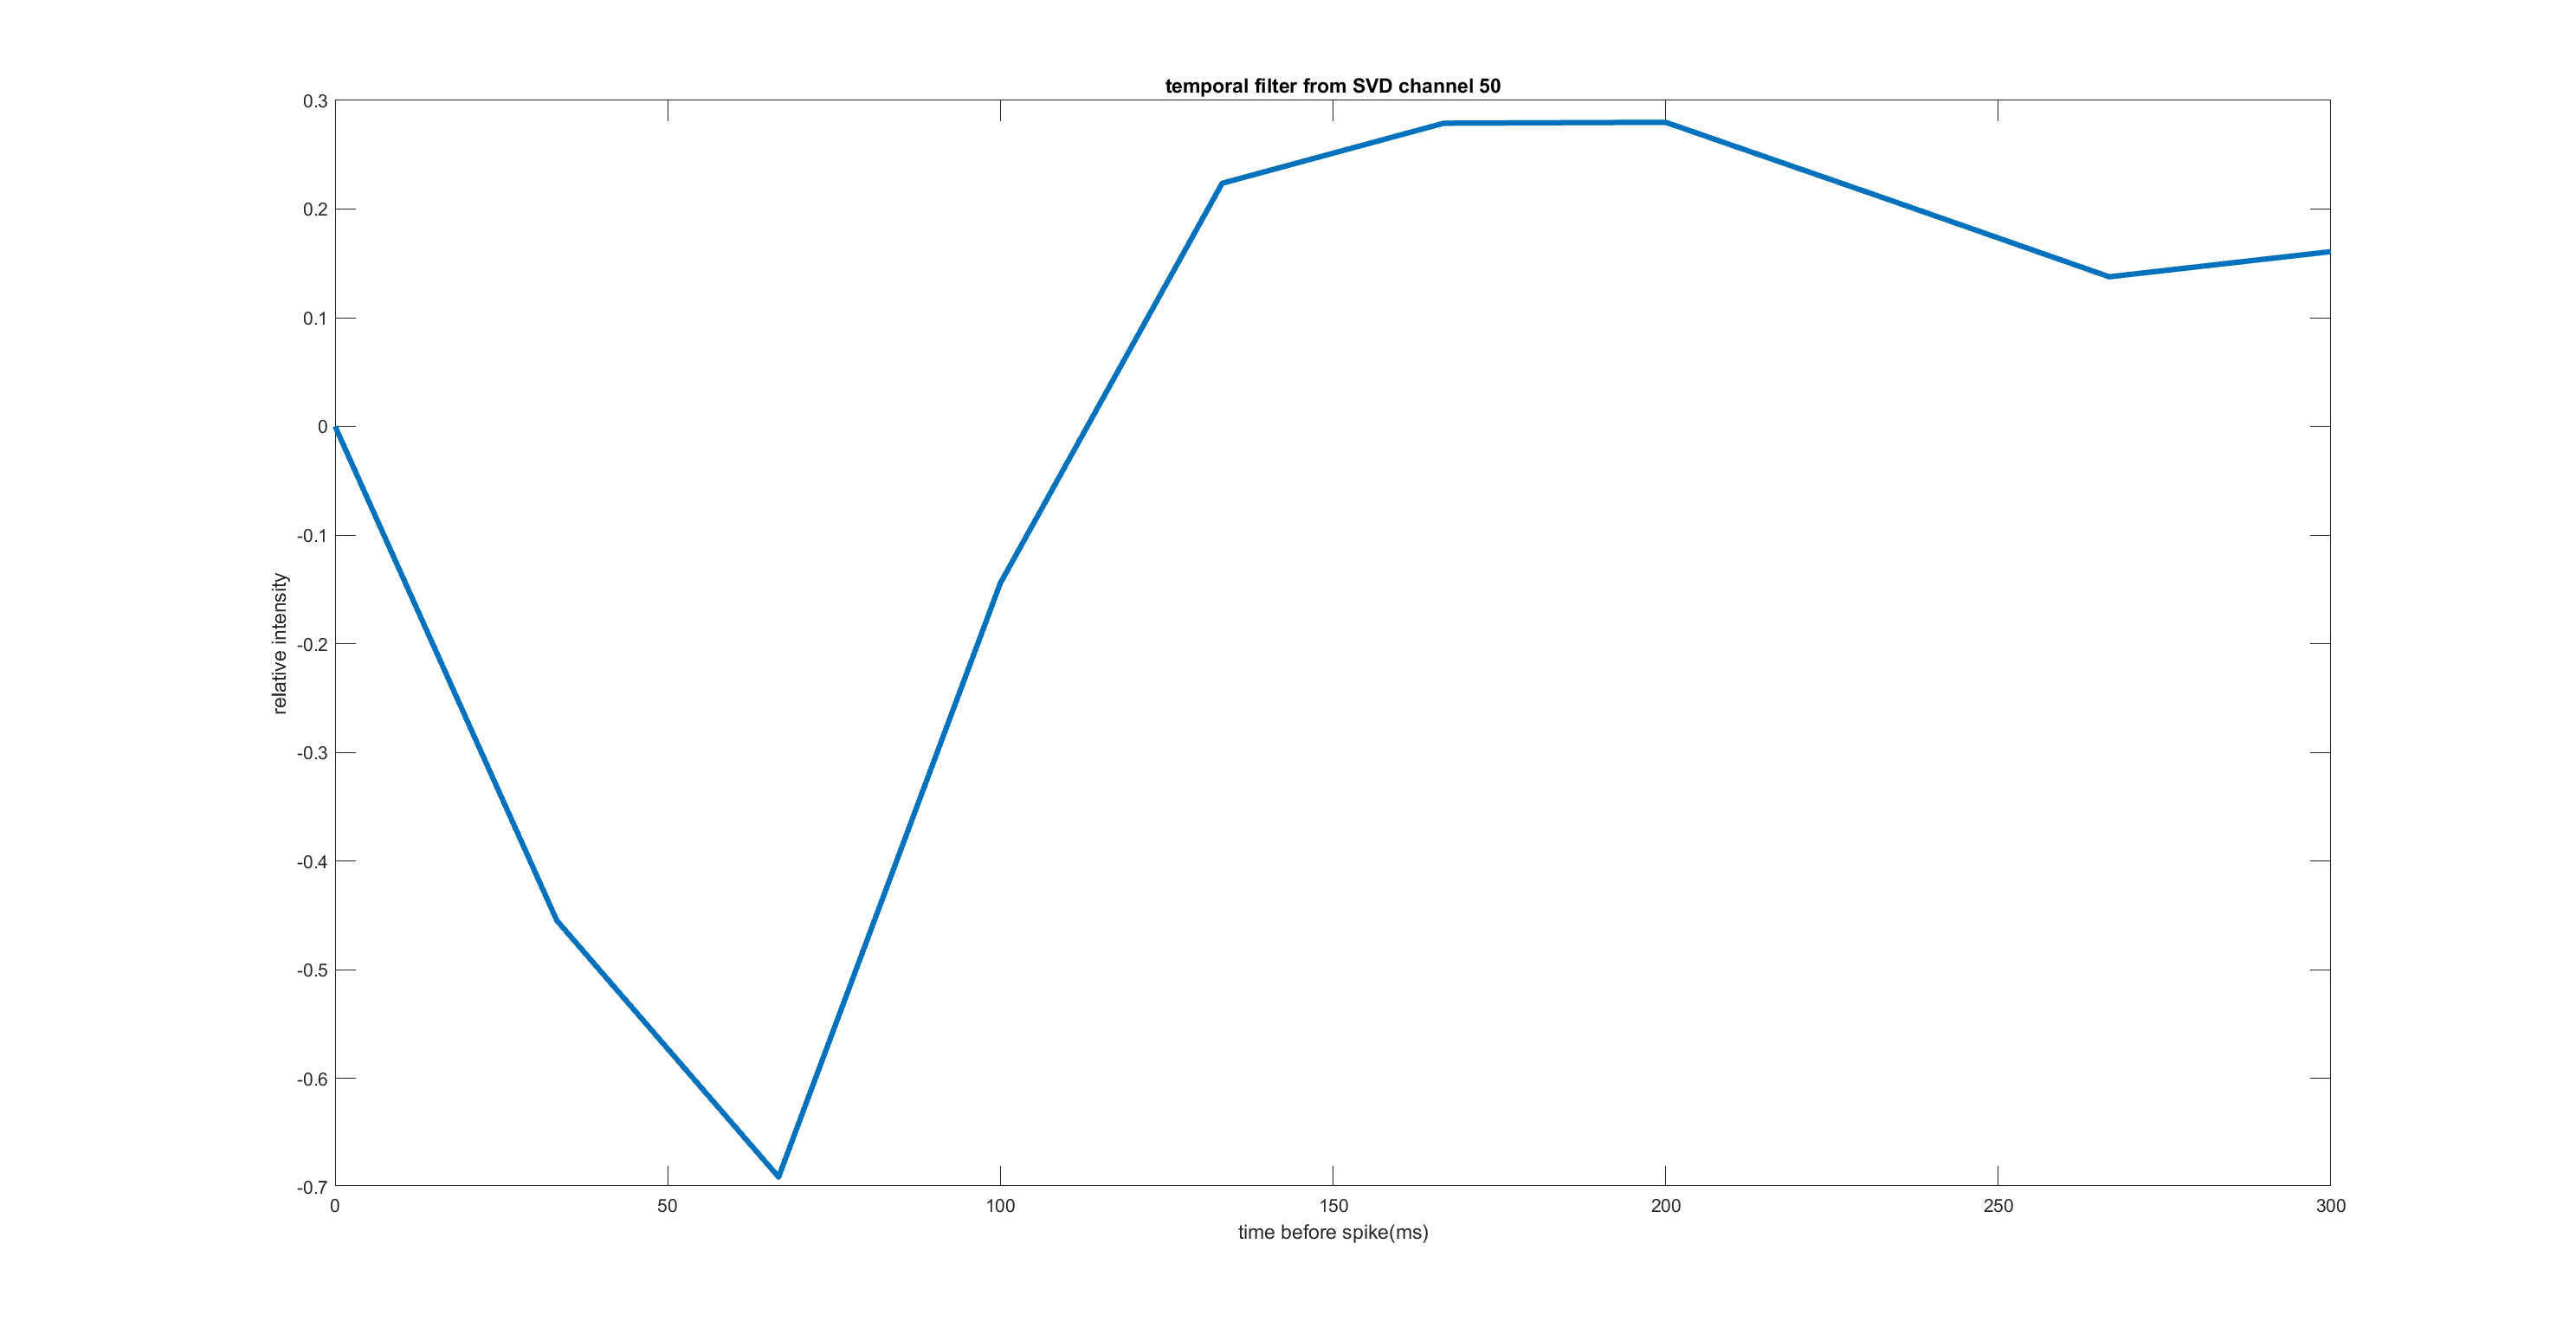 temporal filter from SVD channel 50
0.3
0.2
0.1
0
-0.1
-0.2
-0.3
-0.4
-0.5
-0.6
-0.7
relative intensity
0 50 100 150 200 250 300
time before spike(ms)